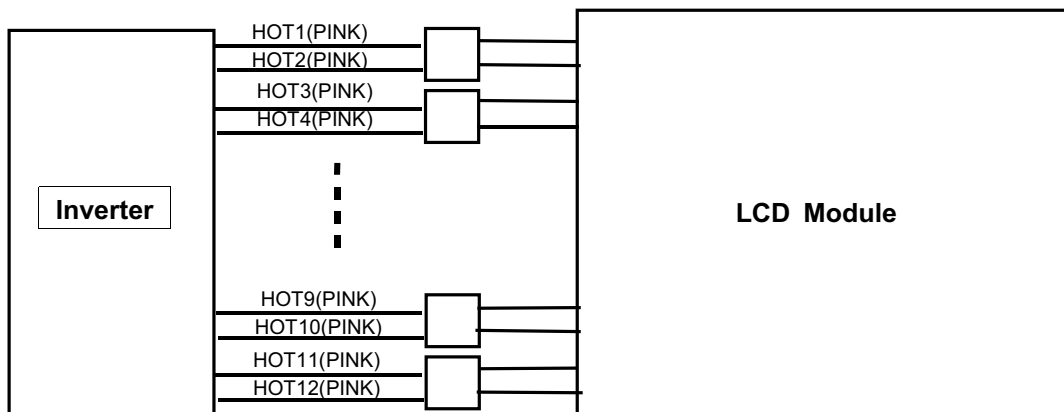 HOT1(PINK)
HOT2(PINK)
HOT3(PINK)
HOT4(PINK)
Inverter
LCD Module
HOT9(PINK)
HOT10(PINK)
HOT11(PINK)
HOT12(PINK)